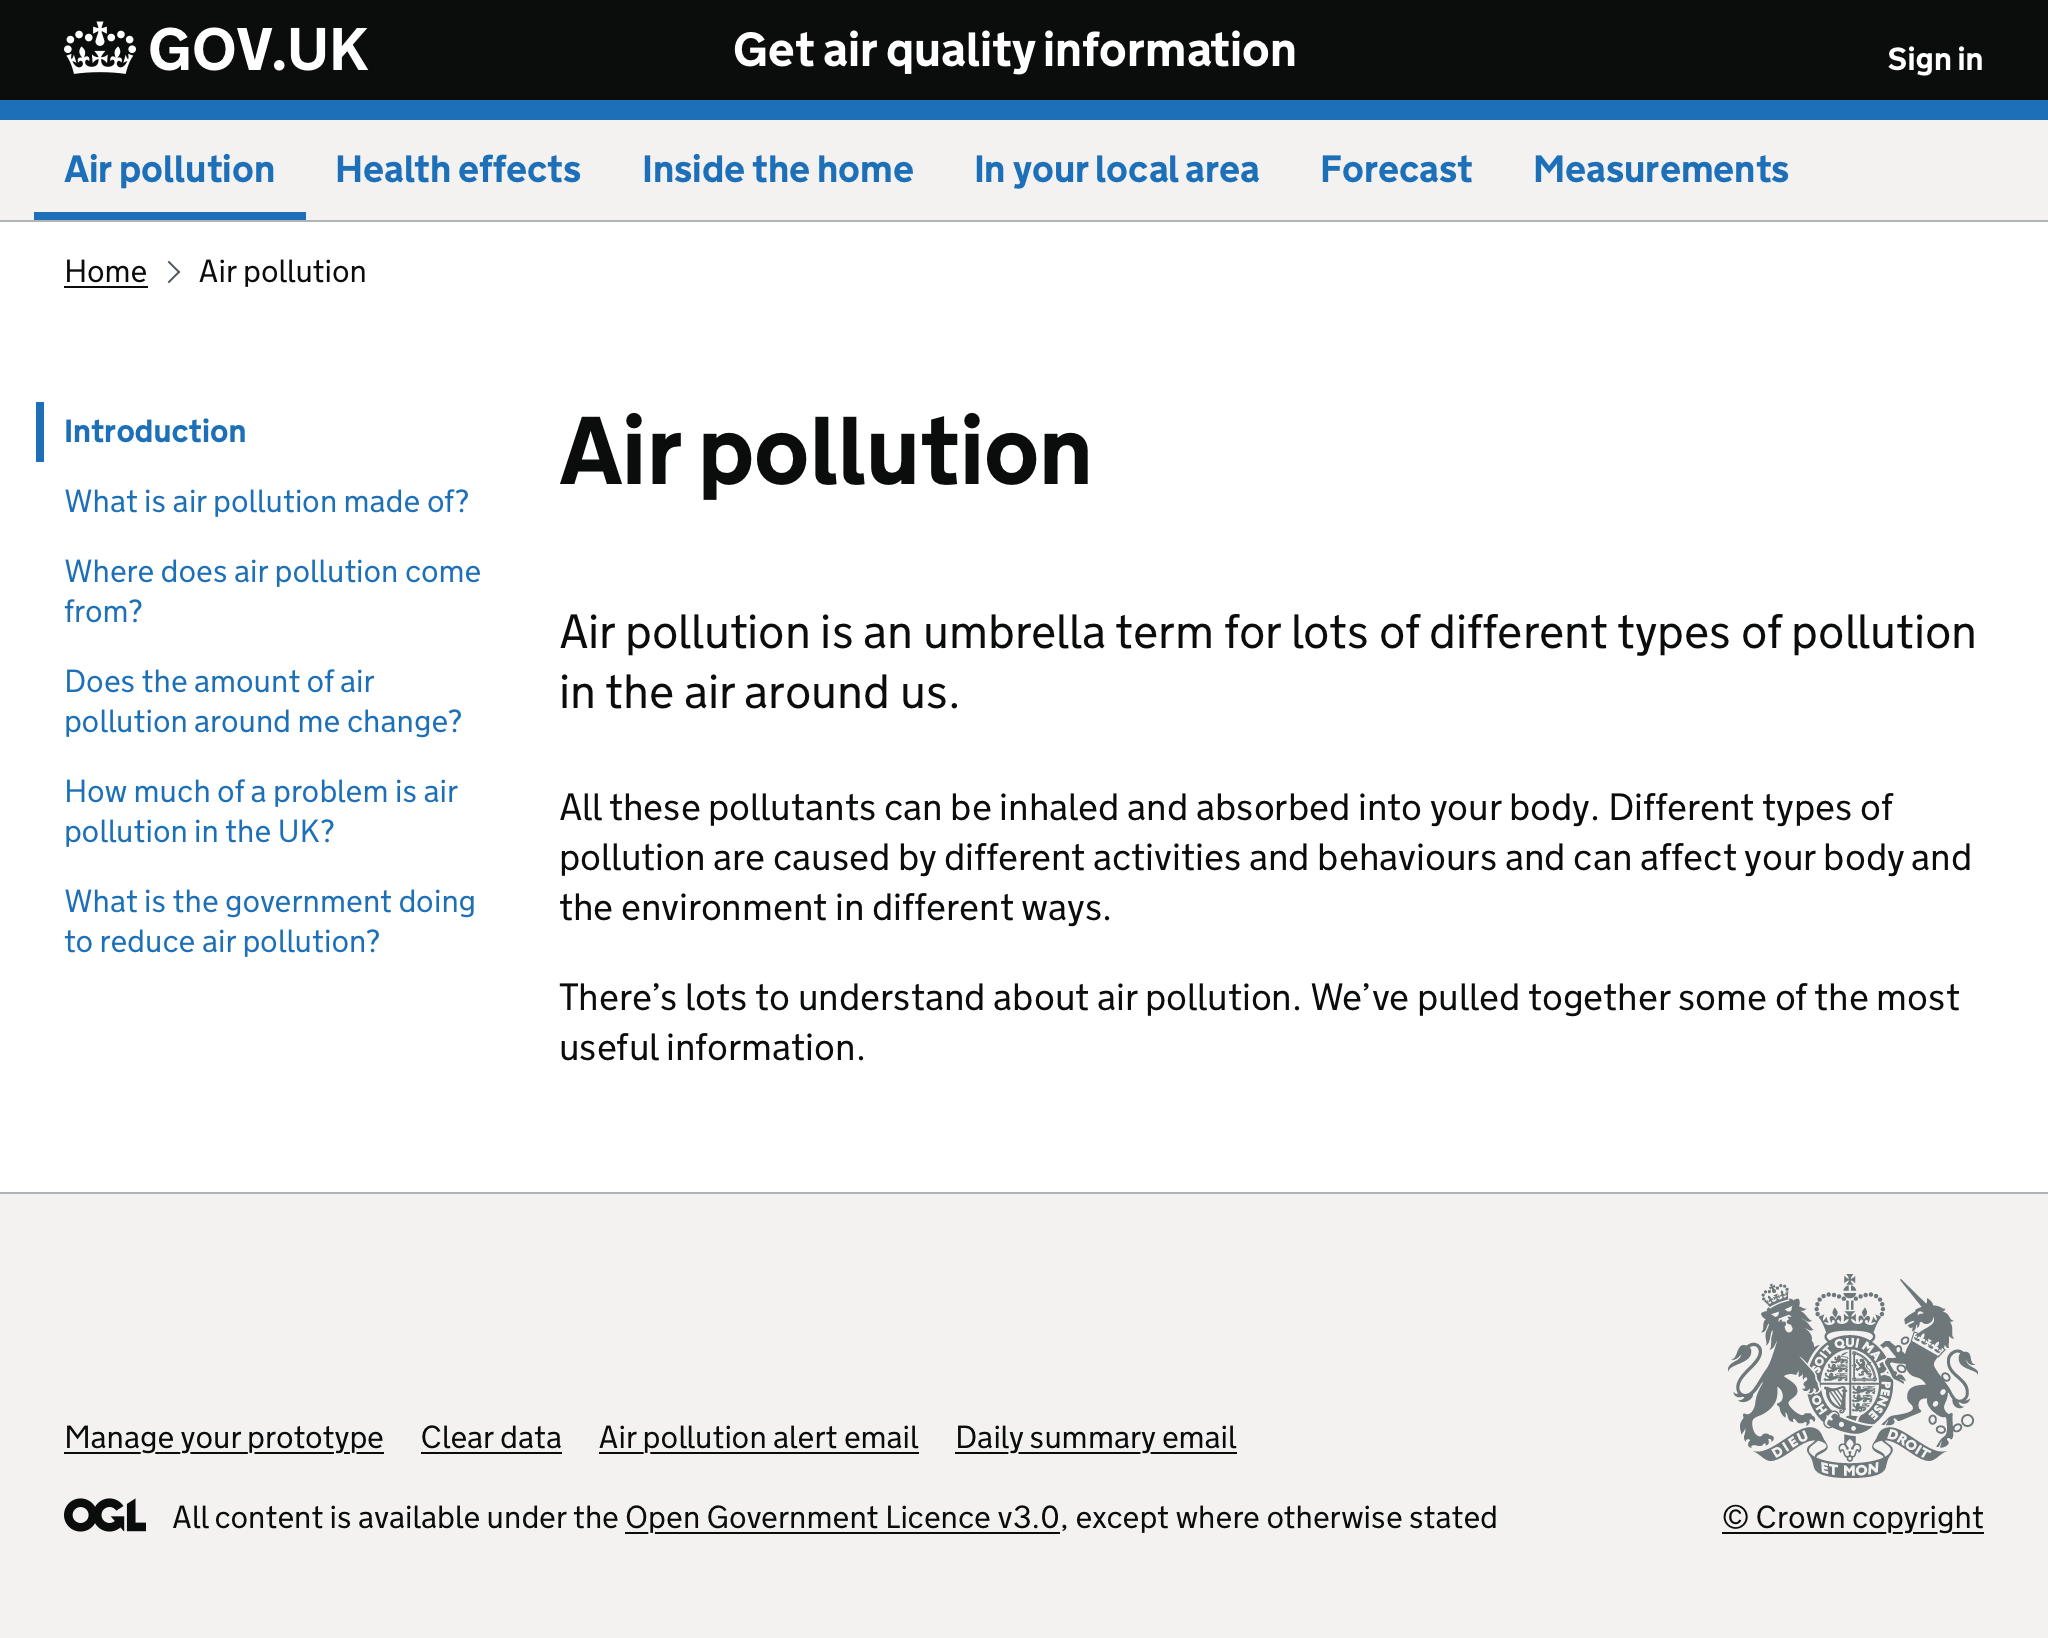 GOV.UK
Get air quality information
Sign in
Air pollution
Health effects
Inside the home
In your local area
Forecast
Measurements
Home
Air pollution
Introduction
What is air pollution made of?
Where does air pollution come
from?
Does the amount of air
pollution around me change?
How much of a problem is air
pollution in the UK?
What is the government doing
to reduce air pollution?
Air pollution
Air pollution is an umbrella term for lots of different types of pollution
in the air around us.
All these pollutants can be inhaled and absorbed into your body. Different types of
pollution are caused by different activities and behaviours and can affect your body and
the environment in different ways.
There’s lots to understand about air pollution. We’ve pulled together some of the most
useful information.
Manage your prototype
Clear data
Air pollution alert email
Daily summary email
OGL
All content is available under the Open Government Licence v3.0, except where otherwise stated
SOIT QUI MAL Y PENSE
DIEU ET MON DROIT
© Crown copyright